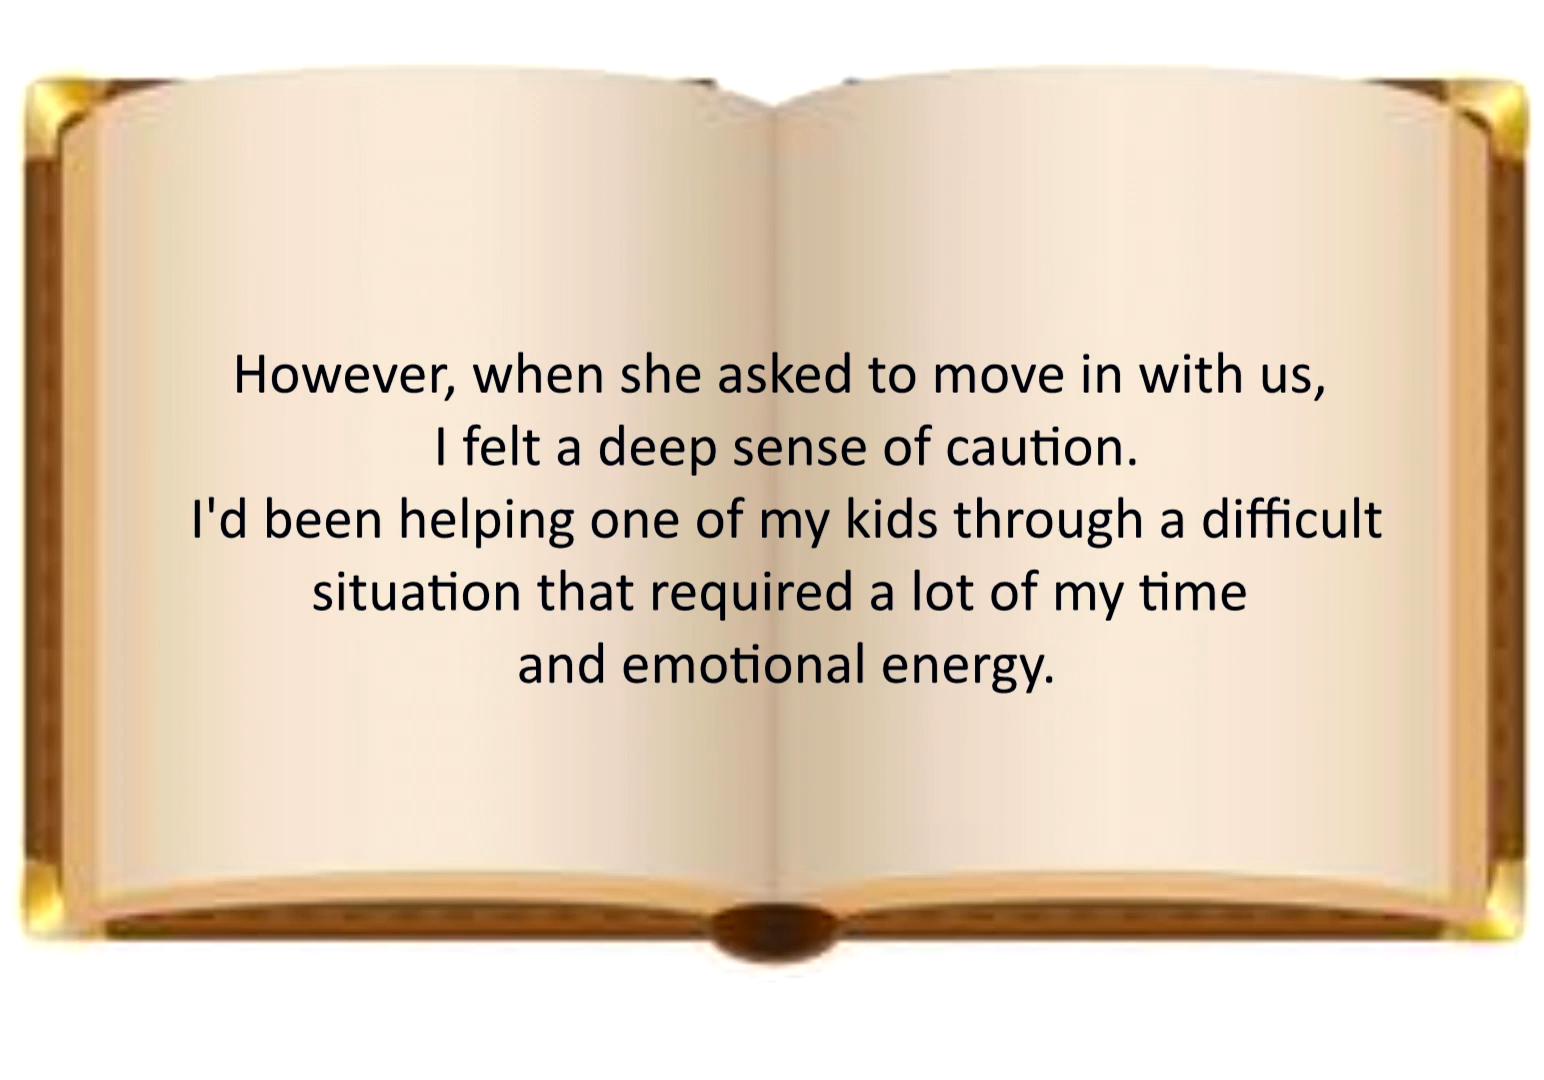 However, when she asked to move in with us,
I felt a deep sense of caution.
I'd been helping one of my kids through a difficult
situation that required a lot of my time
and emotional energy.